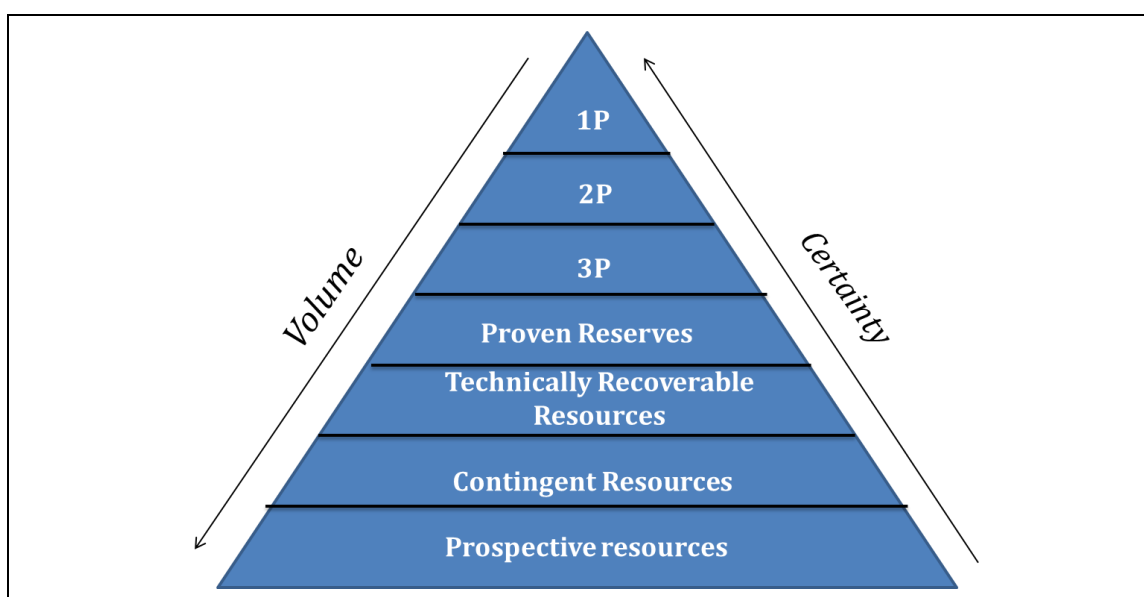 1P
2P
3P
Proven Reserves
Technically Recoverable
Resources
Contingent Resources
Prospective resources
Volume
Certainty